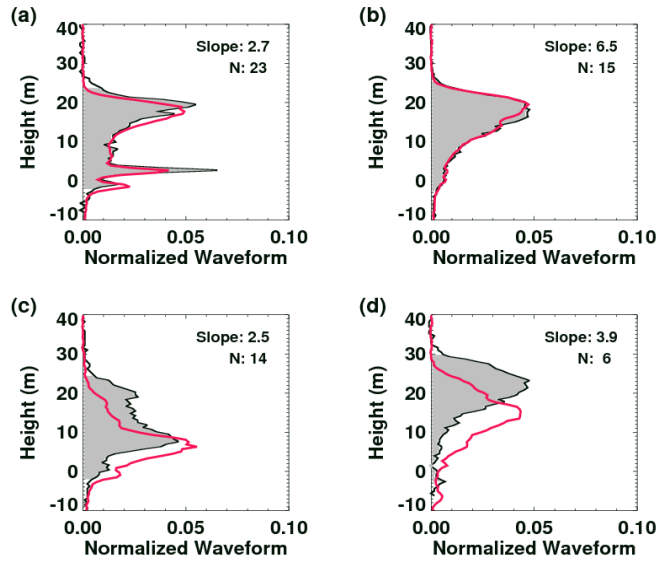 (a)
40
30
20
10
0
-10
Height (m)
Slope: 2.7
N: 23
0.00 0.05 0.10
Normalized Waveform
(b)
40
30
20
10
0
-10
Height (m)
Slope: 6.5
N: 15
0.00 0.05 0.10
Normalized Waveform
(c)
40
30
20
10
0
-10
Height (m)
Slope: 2.5
N: 14
0.00 0.05 0.10
Normalized Waveform
(d)
40
30
20
10
0
-10
Height (m)
Slope: 3.9
N: 6
0.00 0.05 0.10
Normalized Waveform